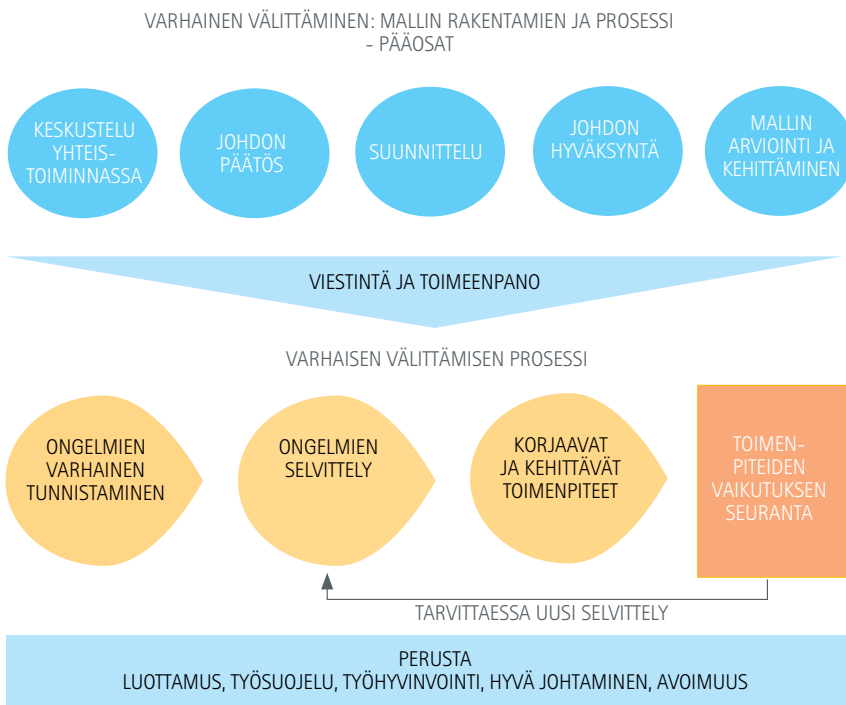 VARHAINEN VÄLITTÄMINEN: MALLIN RAKENTAMIEN JA PROSESSI
- PÄÄOSAT
KESKUSTELU
YHTEIS-
TOIMINNASSA
JOHDON
PÄÄTÖS
SUUNNITTELU
JOHDON
HYVÄKSYNTÄ
MALLIN
ARVIOINTI JA
KEHITTÄMINEN
VIESTINTÄ JA TOIMEENPANO
VARHAISEN VÄLITTÄMISEN PROSESSI
ONGELMIEN
VARHAINEN
TUNNISTAMINEN
ONGELMIEN
SELVITTELY
KORJAAVAT
JA KEHITTÄVÄT
TOIMENPITEET
TOIMEN-
PITEIDEN
VAIKUTUKSEN
SEURANTA
TARVITTAESSA UUSI SELVITTELY
PERUSTA
LUOTTAMUS, TYÖSUOJELU, TYÖHYVINVOINTI, HYVÄ JOHTAMINEN, AVOIMUUS